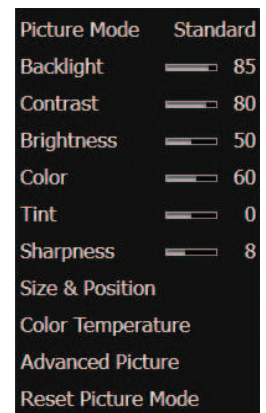 Picture Mode Standard
Backlight 85
Contrast 80
Brightness 50
Color 60
Tint 0
Sharpness 8
Size & Position
Color Temperature
Advanced Picture
Reset Picture Mode